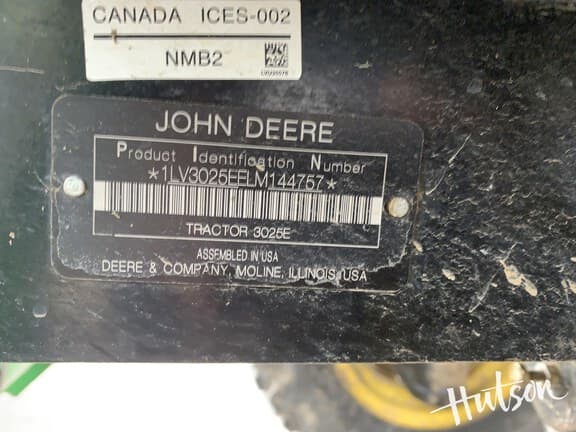 CANADA ICES-002
NMB2
JOHN DEERE
Product Identification Number
*1LV3025EELM144757*
TRACTOR 3025E
ASSEMBLED IN USA
DEERE & COMPANY, MOLINE, ILLINOIS, USA
Hutson